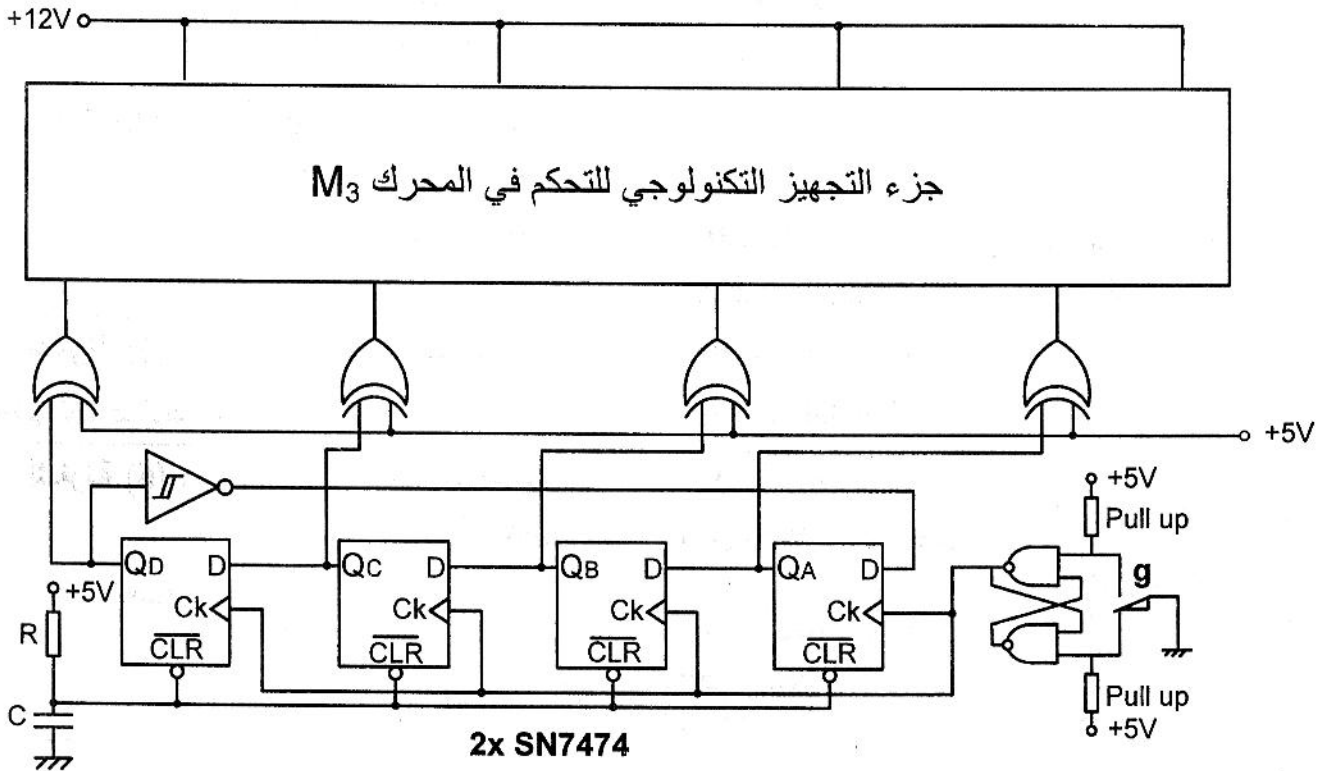 +12V
جزء التجهيز التكنولوجي للتحكم في المحرك M3
+5V
+5V
Pull up
g
QD D
QC D
QB D
QA D
+5V
Ck
Ck
Ck
Ck
R
CLR
CLR
CLR
CLR
Pull up
+5V
C
2x SN7474